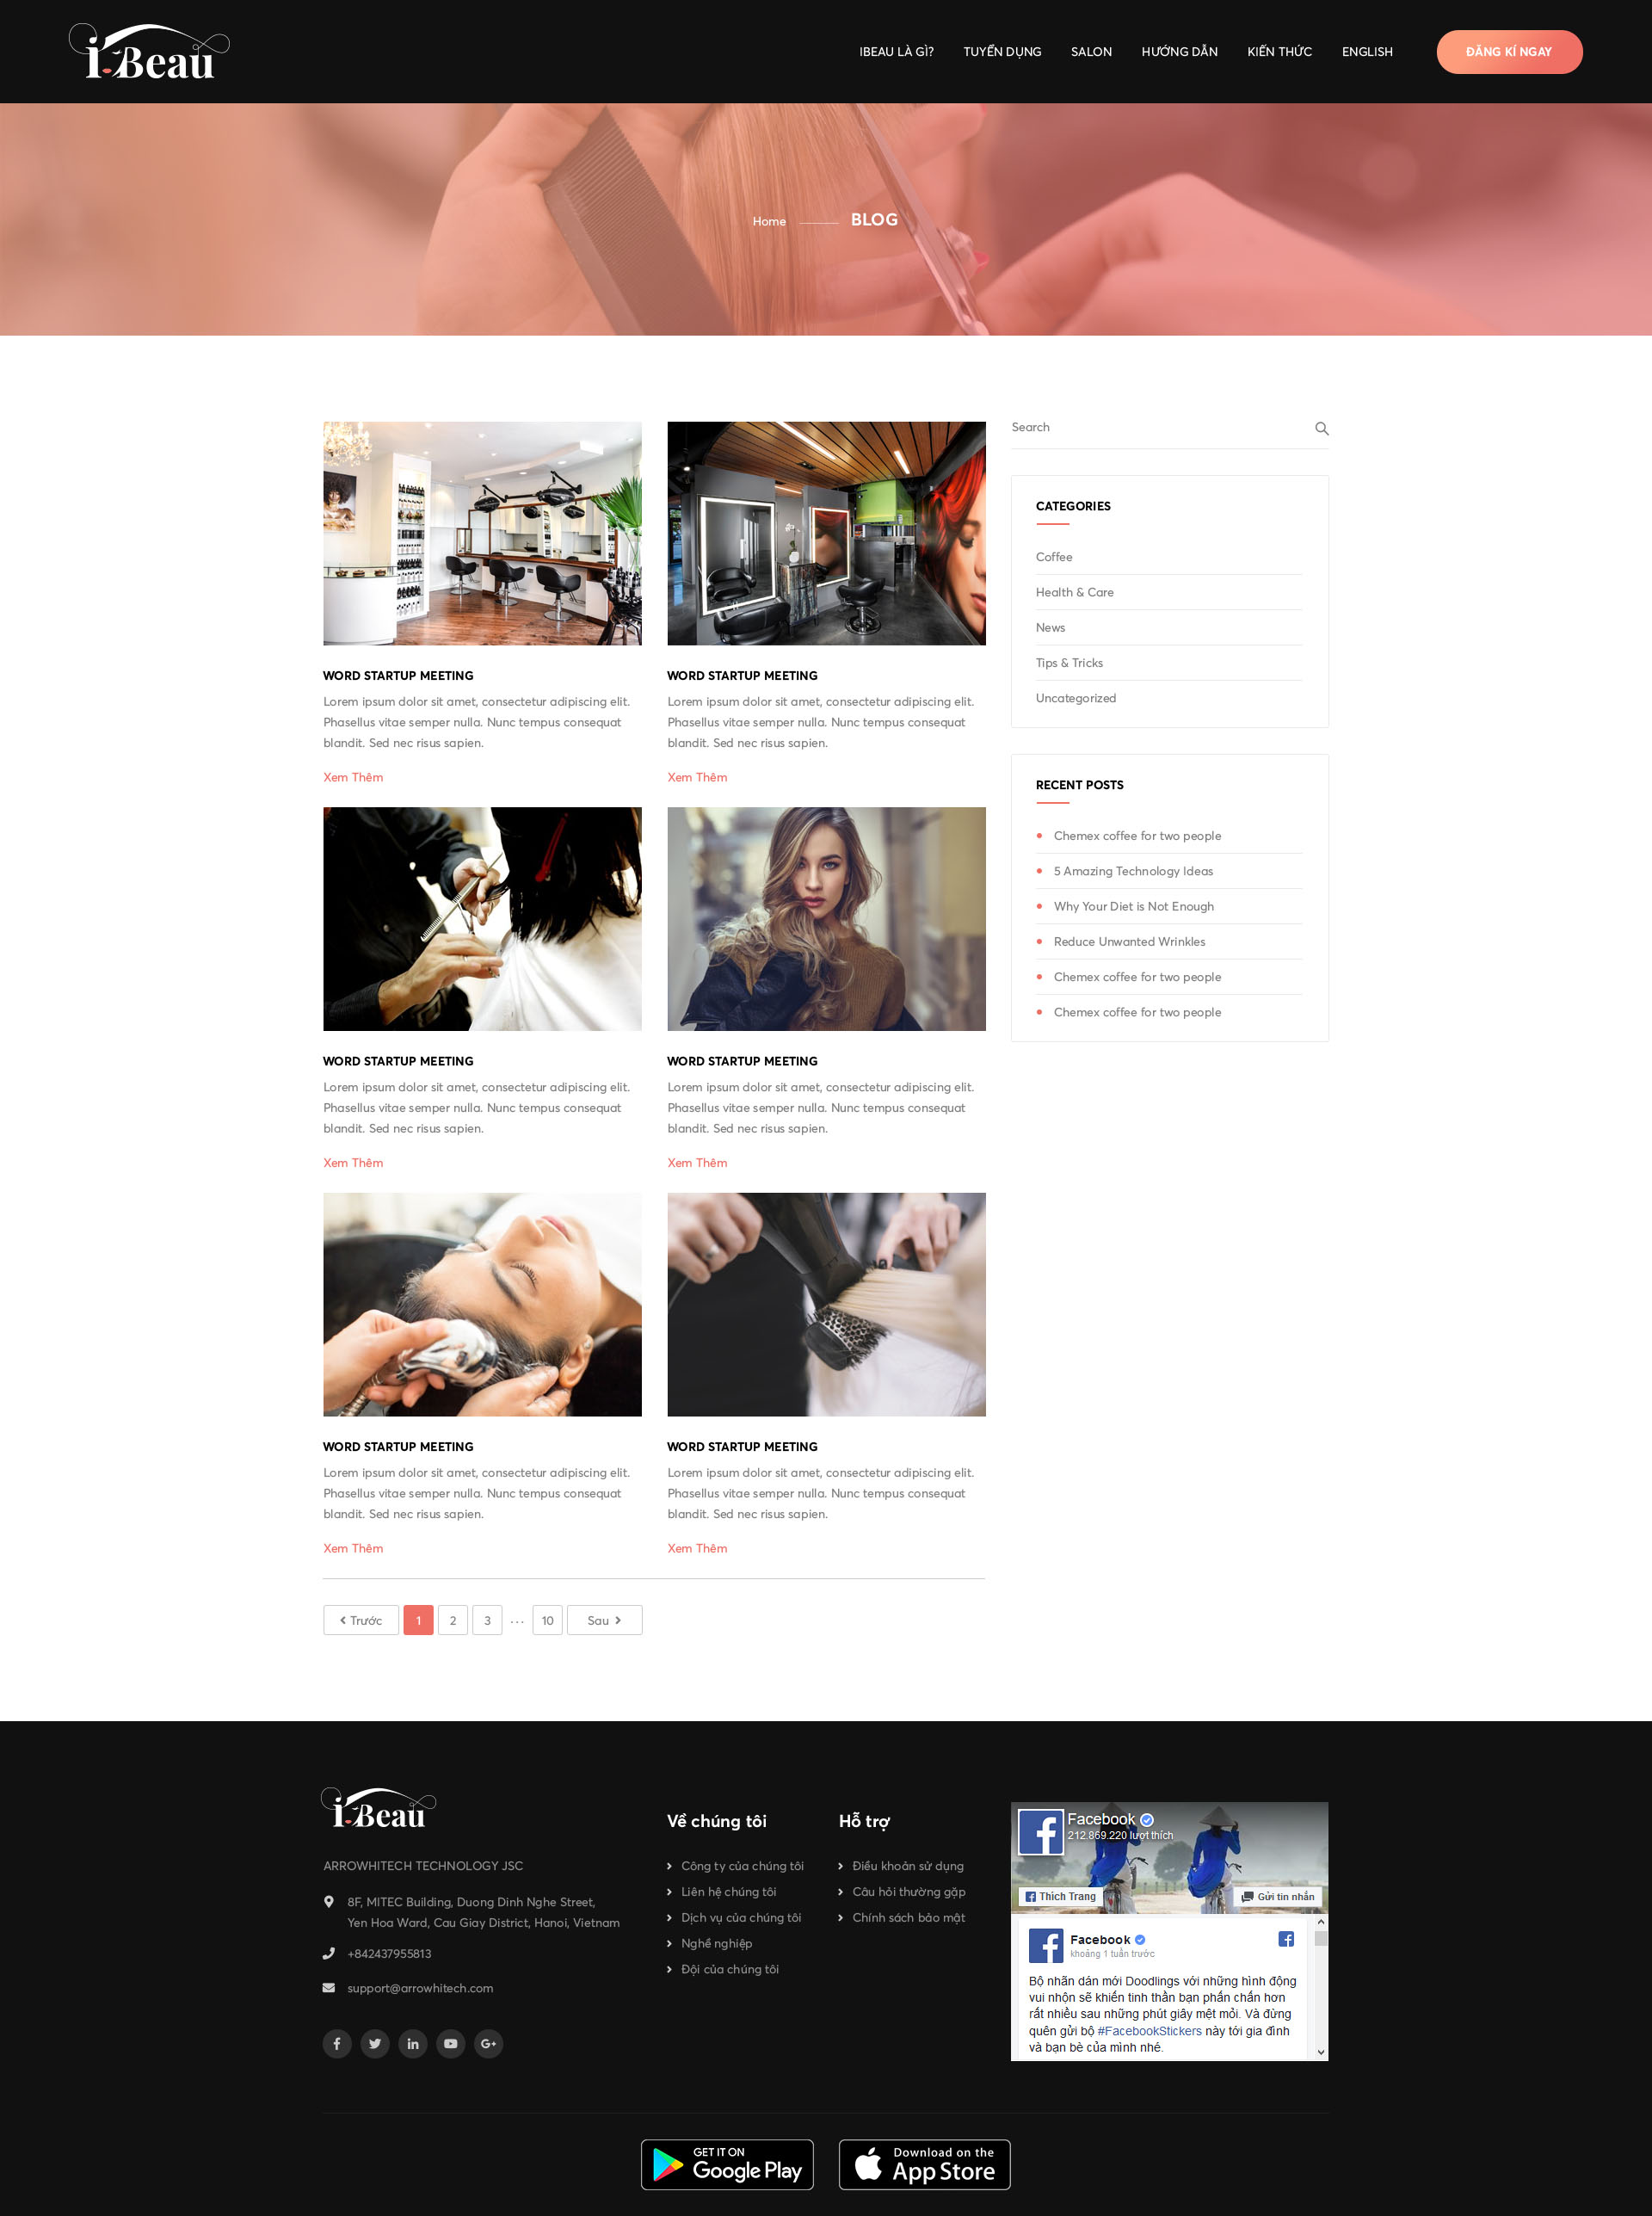 i-Beau
IBEAU LÀ GÌ? TUYỂN DỤNG SALON HƯỚNG DẪN KIẾN THỨC ENGLISH ĐĂNG KÍ NGAY
Home BLOG
WORD STARTUP MEETING
Lorem ipsum dolor sit amet, consectetur adipiscing elit.
Phasellus vitae semper nulla. Nunc tempus consequat
blandit. Sed nec risus sapien.
Xem Thêm
WORD STARTUP MEETING
Lorem ipsum dolor sit amet, consectetur adipiscing elit.
Phasellus vitae semper nulla. Nunc tempus consequat
blandit. Sed nec risus sapien.
Xem Thêm
WORD STARTUP MEETING
Lorem ipsum dolor sit amet, consectetur adipiscing elit.
Phasellus vitae semper nulla. Nunc tempus consequat
blandit. Sed nec risus sapien.
Xem Thêm
WORD STARTUP MEETING
Lorem ipsum dolor sit amet, consectetur adipiscing elit.
Phasellus vitae semper nulla. Nunc tempus consequat
blandit. Sed nec risus sapien.
Xem Thêm
WORD STARTUP MEETING
Lorem ipsum dolor sit amet, consectetur adipiscing elit.
Phasellus vitae semper nulla. Nunc tempus consequat
blandit. Sed nec risus sapien.
Xem Thêm
WORD STARTUP MEETING
Lorem ipsum dolor sit amet, consectetur adipiscing elit.
Phasellus vitae semper nulla. Nunc tempus consequat
blandit. Sed nec risus sapien.
Xem Thêm
Trước 1 2 3 ... 10 Sau
Search
CATEGORIES
Coffee
Health & Care
News
Tips & Tricks
Uncategorized
RECENT POSTS
Chemex coffee for two people
5 Amazing Technology Ideas
Why Your Diet is Not Enough
Reduce Unwanted Wrinkles
Chemex coffee for two people
Chemex coffee for two people
i-Beau
ARROWHITECH TECHNOLOGY JSC
8F, MITEC Building, Duong Dinh Nghe Street,
Yen Hoa Ward, Cau Giay District, Hanoi, Vietnam
+842437955813
support@arrowhitech.com
Về chúng tôi
Công ty của chúng tôi
Liên hệ chúng tôi
Dịch vụ của chúng tôi
Nghề nghiệp
Đội của chúng tôi
Hỗ trợ
Điều khoản sử dụng
Câu hỏi thường gặp
Chính sách bảo mật
Facebook
212.869.220 lượt thích
Thích Trang Gửi tin nhắn
Facebook
khoảng 1 tuần trước
Bộ nhãn dán mới Doodlings với những hình động
vui nhộn sẽ khiến tinh thần bạn phấn chấn hơn
rất nhiều sau những phút giây mệt mỏi. Và đừng
quên gửi bộ #FacebookStickers này tới gia đình
và bạn bè của mình nhé.
GET IT ON
Google Play
Download on the
App Store